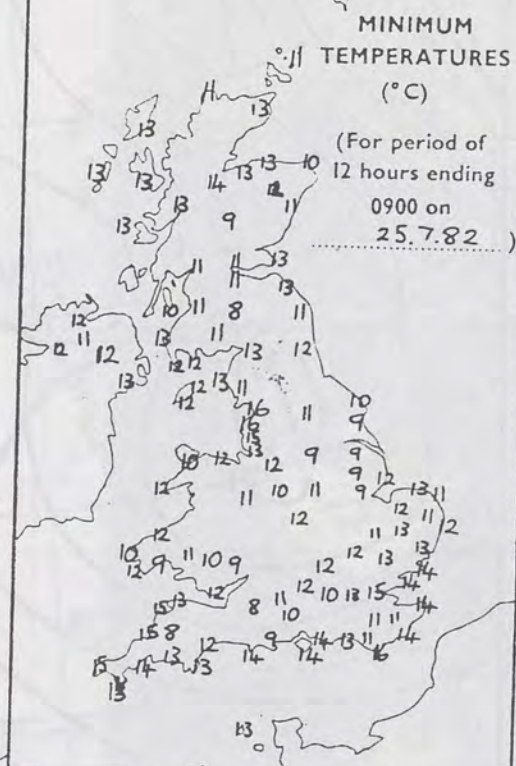 MINIMUM
TEMPERATURES
(°C)
(For period of
12 hours ending
0900 on
25.7.82 )
11
11 13
13
13 10
13 13 14 13
11
13 13 9
11 13
11 11 13
10 11 8 11
13 11
12 11 12 12
12 12 13 12
13 12 13 11
12 16 11 10
9
15
13 9 9
10 12 12 9
12 11 10 11 9 12 13 11
12 12 11
12 11 13 12
10 12 13
12 9 11 10 9 12 14
12 12 10 13 15 14
15 13 8 11 14
10 11 11
15 8 12 9 14 13 11 14
15 14 13 13 14 14 16
13
13